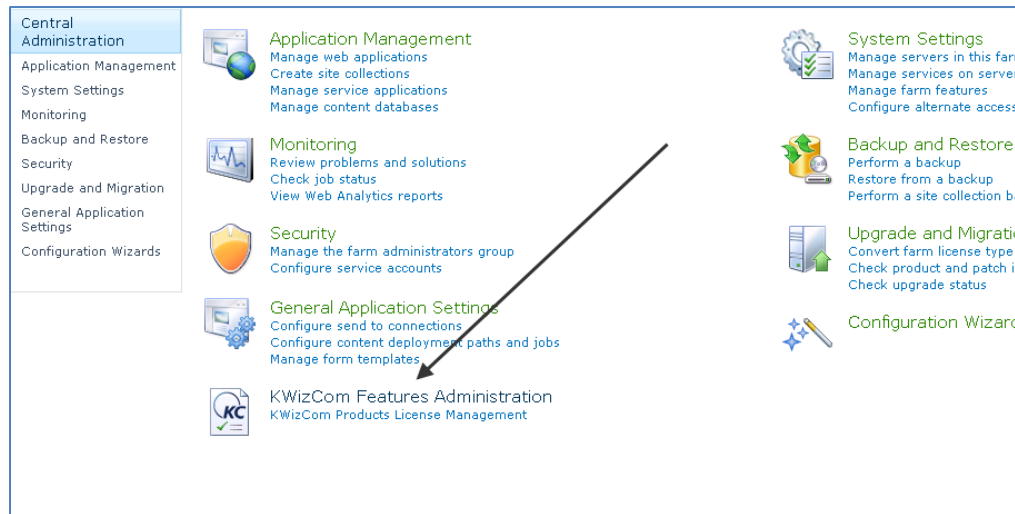 Central
Administration
Application Management
System Settings
Monitoring
Backup and Restore
Security
Upgrade and Migration
General Application
Settings
Configuration Wizards
Application Management
Manage web applications
Create site collections
Manage service applications
Manage content databases
Monitoring
Review problems and solutions
Check job status
View Web Analytics reports
Security
Manage the farm administrators group
Configure service accounts
General Application Settings
Configure send to connections
Configure content deployment paths and jobs
Manage form templates
KC
KWizCom Features Administration
KWizCom Products License Management
System Settings
Manage servers in this
Manage services on
Manage farm features
Configure alternate access
Backup and Restore
Perform a backup
Restore from a backup
Perform a site collection
Upgrade and
Convert farm license type
Check product and patch
Check upgrade status
Configuration